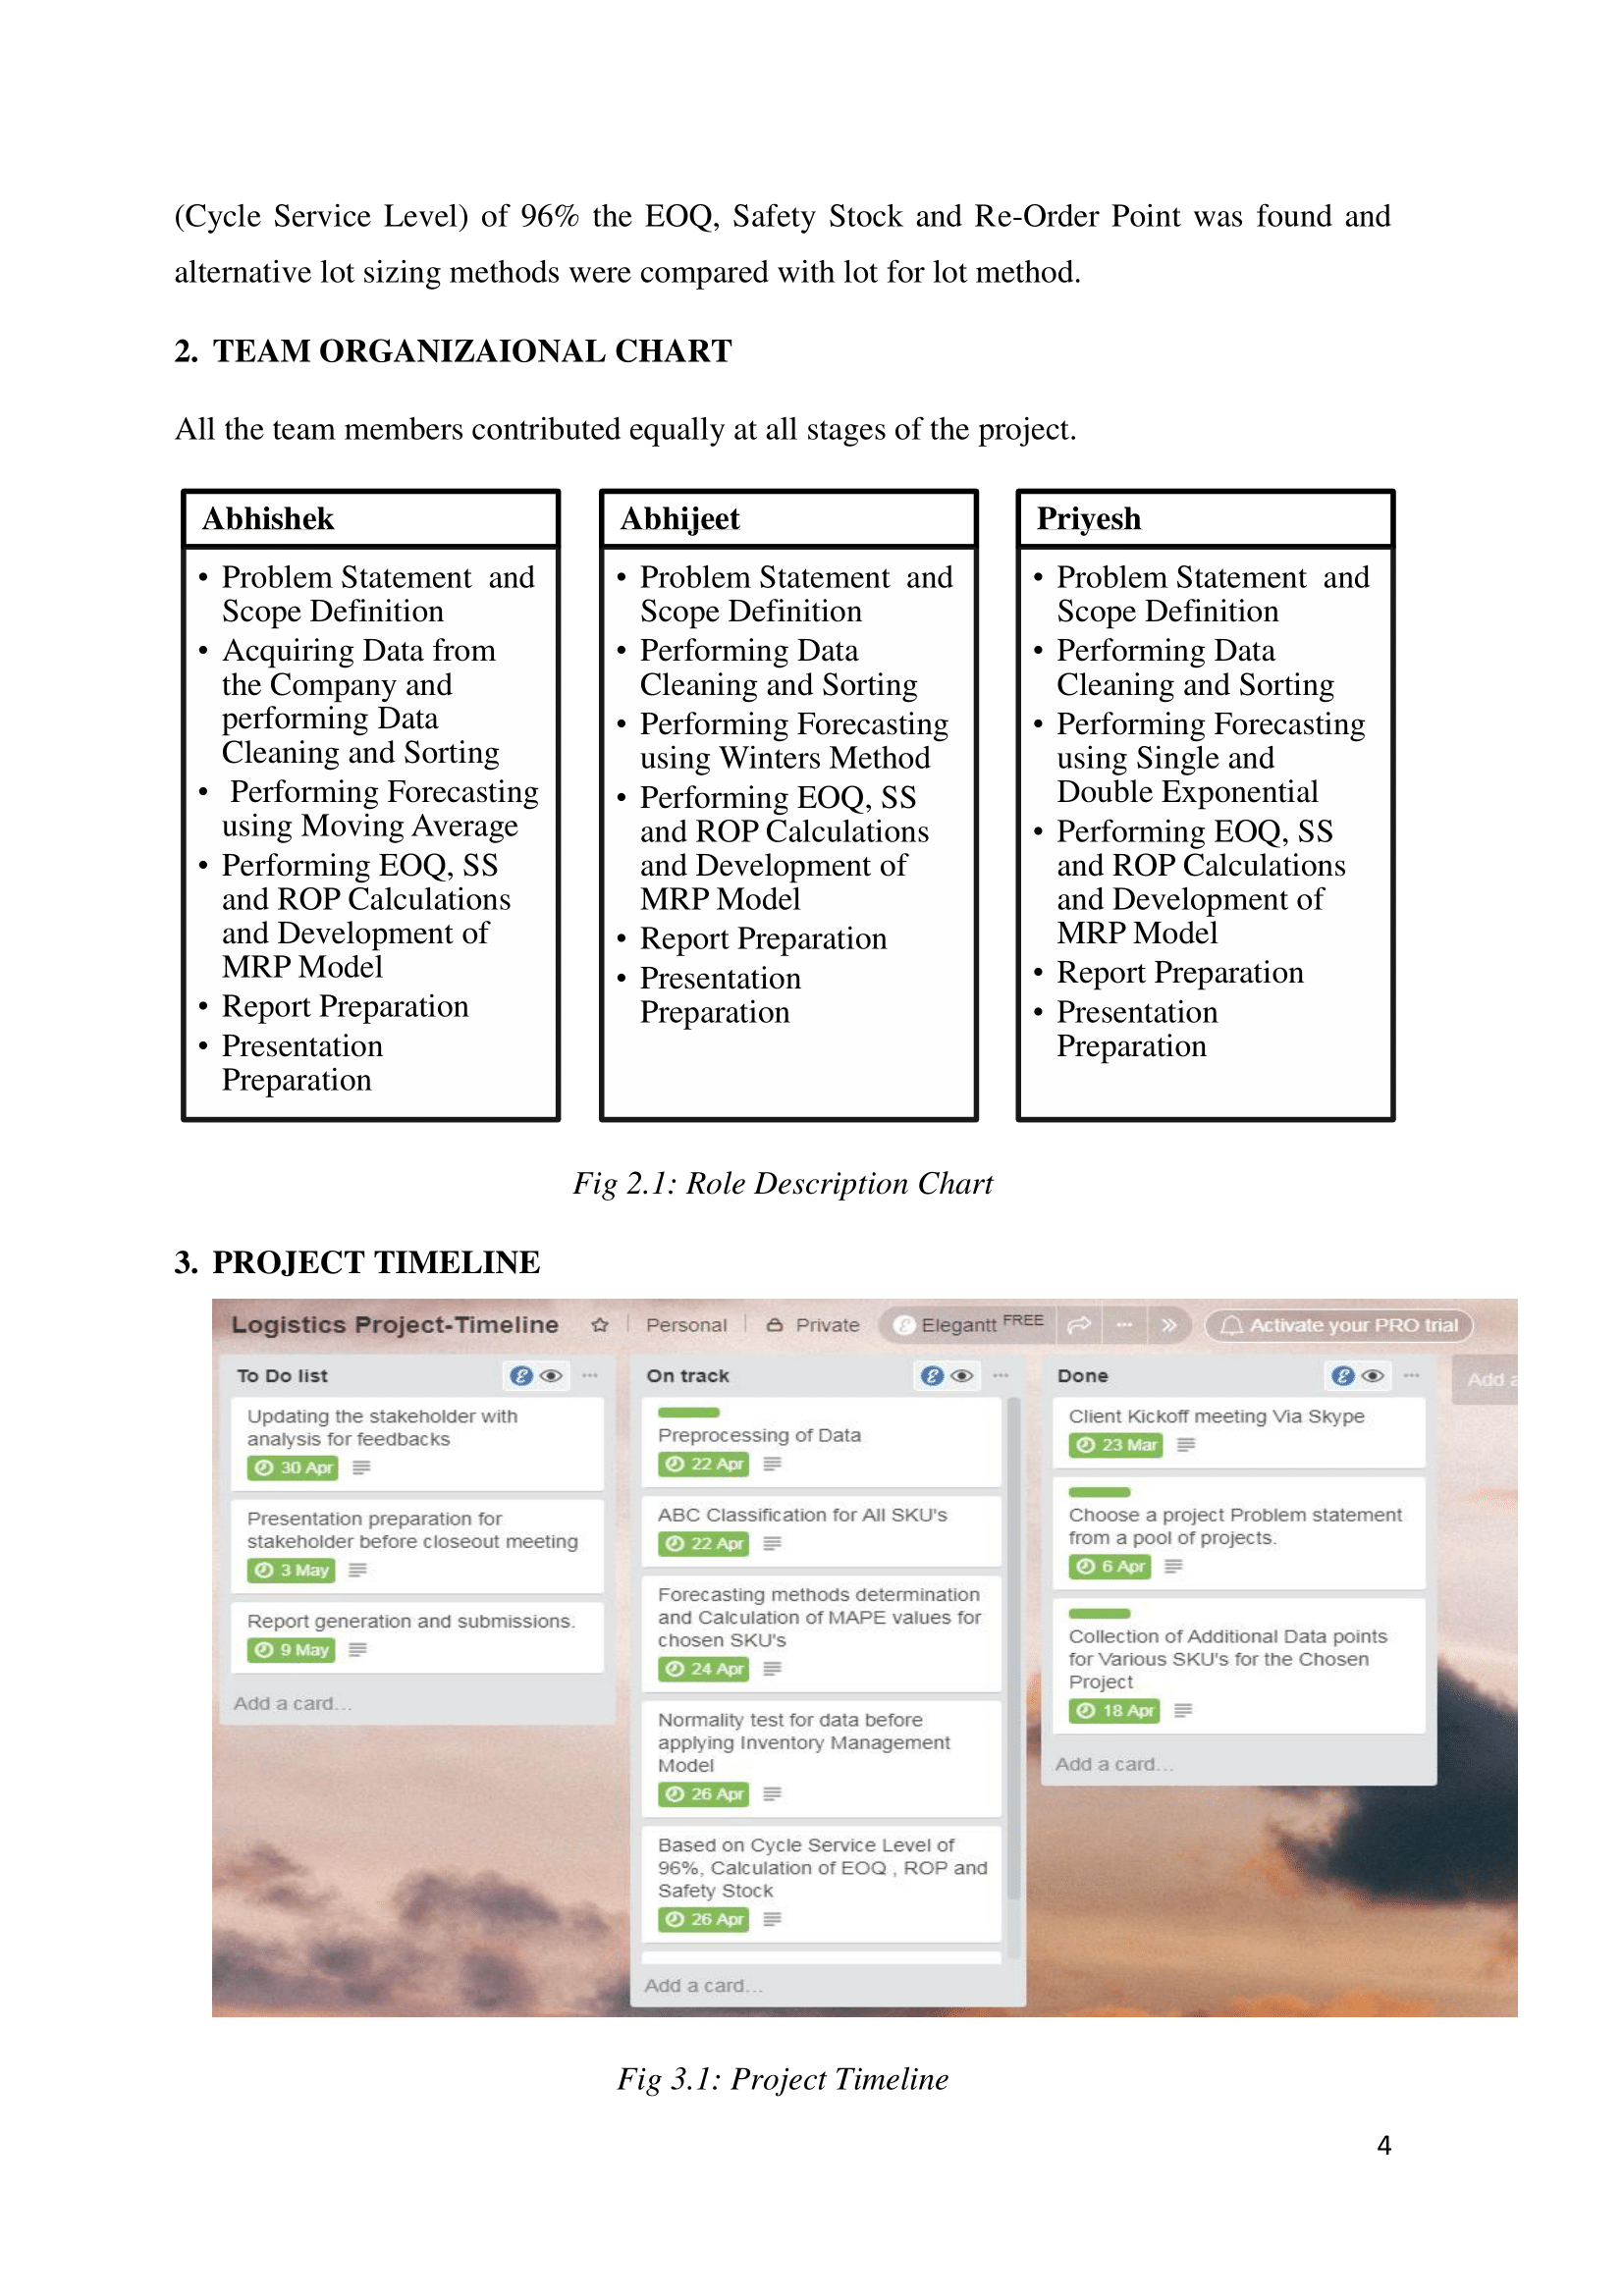 (Cycle Service Level) of 96% the EOQ, Safety Stock and Re-Order Point was found and
alternative lot sizing methods were compared with lot for lot method.
2. TEAM ORGANIZAIONAL CHART
All the team members contributed equally at all stages of the project.
Abhishek
• Problem Statement and
Scope Definition
• Acquiring Data from
the Company and
performing Data
Cleaning and Sorting
• Performing Forecasting
using Moving Average
• Performing EOQ, SS
and ROP Calculations
and Development of
MRP Model
• Report Preparation
• Presentation
Preparation
Abhijeet
• Problem Statement and
Scope Definition
• Performing Data
Cleaning and Sorting
• Performing Forecasting
using Winters Method
• Performing EOQ, SS
and ROP Calculations
and Development of
MRP Model
• Report Preparation
• Presentation
Preparation
Priyesh
• Problem Statement and
Scope Definition
• Performing Data
Cleaning and Sorting
• Performing Forecasting
using Single and
Double Exponential
• Performing EOQ, SS
and ROP Calculations
and Development of
MRP Model
• Report Preparation
• Presentation
Preparation
Fig 2.1: Role Description Chart
3. PROJECT TIMELINE
Logistics Project-Timeline Personal Private Elegantt FREE ... Activate your PRO trial
To Do list
Updating the stakeholder with
analysis for feedbacks
30 Apr
Presentation preparation for
stakeholder before closeout meeting
3 May
Report generation and submissions.
9 May
Add a card...
On track
Preprocessing of Data
22 Apr
ABC Classification for All SKU's
22 Apr
Forecasting methods determination
and Calculation of MAPE values for
chosen SKU's
24 Apr
Normality test for data before
applying Inventory Management
Model
26 Apr
Based on Cycle Service Level of
96%, Calculation of EOQ , ROP and
Safety Stock
26 Apr
Add a card...
Done
Client Kickoff meeting Via Skype
23 Mar
Choose a project Problem statement
from a pool of projects.
6 Apr
Collection of Additional Data points
for Various SKU's for the Chosen
Project
18 Apr
Add a card...
Add a
Fig 3.1: Project Timeline
4